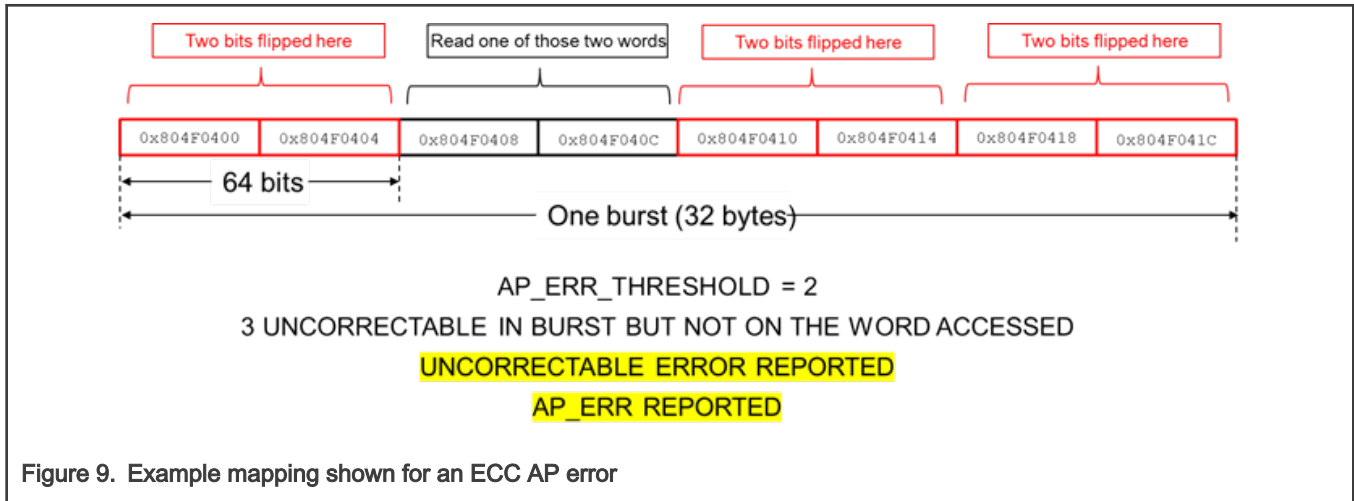 Two bits flipped here
Read one of those two words
Two bits flipped here
Two bits flipped here
0x804F0400 0x804F0404 0x804F0408 0x804F040C 0x804F0410 0x804F0414 0x804F0418 0x804F041C
64 bits
One burst (32 bytes)
AP_ERR_THRESHOLD = 2
3 UNCORRECTABLE IN BURST BUT NOT ON THE WORD ACCESSED
UNCORRECTABLE ERROR REPORTED
AP_ERR REPORTED
Figure 9. Example mapping shown for an ECC AP error